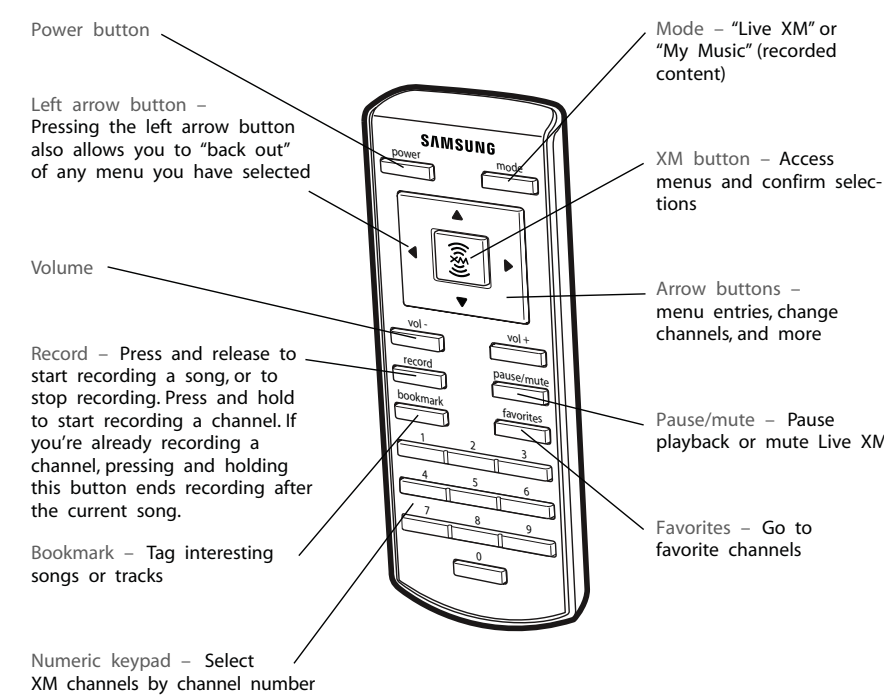 Power button
Left arrow button –
Pressing the left arrow button
also allows you to “back out”
of any menu you have selected
Volume
Record – Press and release to
start recording a song, or to
stop recording. Press and hold
to start recording a channel. If
you’re already recording a
channel, pressing and holding
this button ends recording after
the current song.
Bookmark – Tag interesting
songs or tracks
Numeric keypad – Select
XM channels by channel number
SAMSUNG
power
mode
XM
vol -
vol +
record
pause/mute
bookmark
favorites
1 2 3
4 5 6
7 8 9
0
Mode – “Live XM” or
“My Music” (recorded
content)
XM button – Access
menus and confirm selec-
tions
Arrow buttons –
menu entries, change
channels, and more
Pause/mute – Pause
playback or mute Live XM
Favorites – Go to
favorite channels